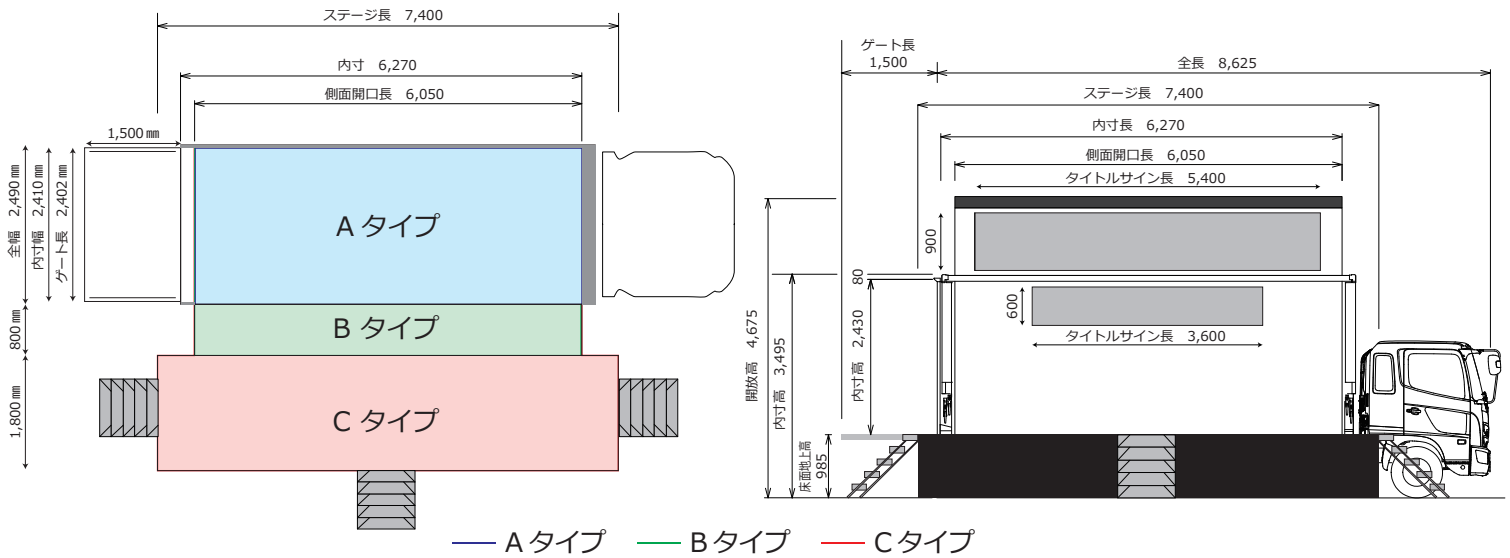 ステージ長 7,400
内寸 6,270
側面開口長 6,050
1,500㎜
全幅 2,490㎜
内寸幅 2,410㎜
ゲート長 2,402㎜
800㎜
1,800㎜
Aタイプ
Bタイプ
Cタイプ
ゲート長
1,500
全長 8,625
ステージ長 7,400
内寸長 6,270
側面開口長 6,050
タイトルサイン長 5,400
900
80
600
タイトルサイン長 3,600
開放高 4,675
内寸高 3,495
内寸高 2,430
床面地上高
985
Aタイプ Bタイプ Cタイプ